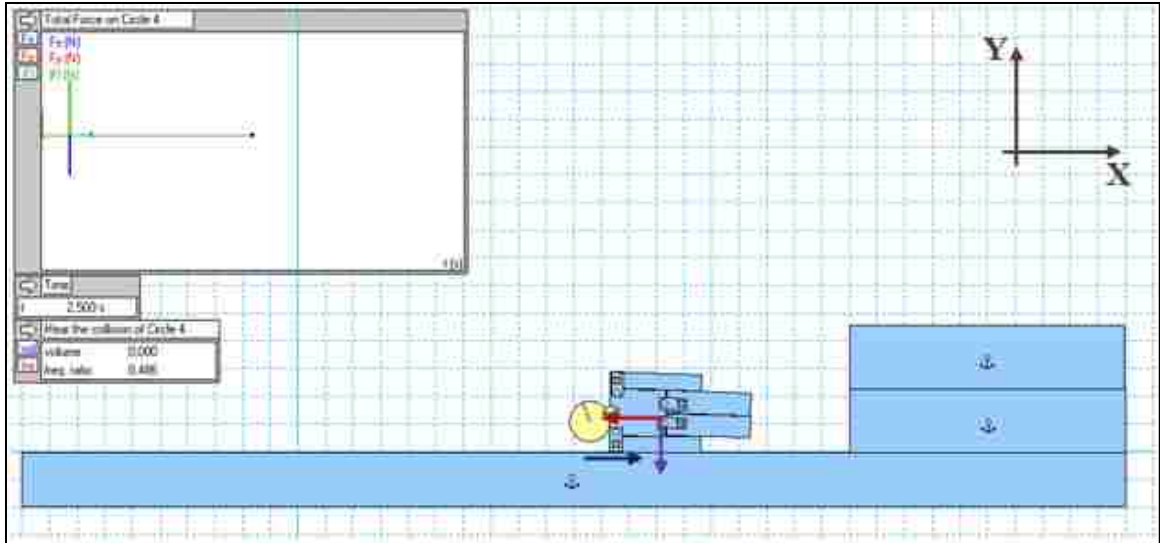 Total Force on Circle 4
Fx (N)
Fy (N)
|F| (N)
t (s)
Time
t 2.500 s
Hear the collision of Circle 4
volume 0.000
freq. ratio 0.486
Y
X